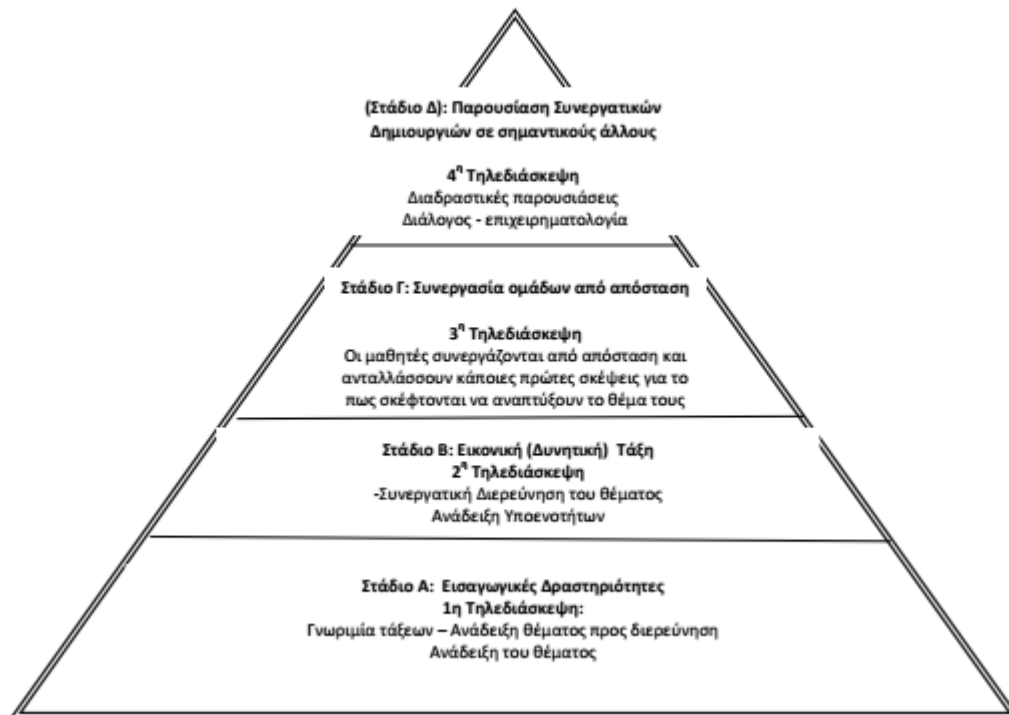 (Στάδιο Δ): Παρουσίαση Συνεργατικών
Δημιουργιών σε σημαντικούς άλλους
4η Τηλεδιάσκεψη
Διαδραστικές παρουσιάσεις
Διάλογος - επιχειρηματολογία
Στάδιο Γ: Συνεργασία ομάδων από απόσταση
3η Τηλεδιάσκεψη
Οι μαθητές συνεργάζονται από απόσταση και
ανταλλάσσουν κάποιες πρώτες σκέψεις για το
πως σκέφτονται να αναπτύξουν το θέμα τους
Στάδιο Β: Εικονική (Δυνητική) Τάξη
2η Τηλεδιάσκεψη
-Συνεργατική Διερεύνηση του θέματος
Ανάδειξη Υποενοτήτων
Στάδιο Α: Εισαγωγικές Δραστηριότητες
1η Τηλεδιάσκεψη:
Γνωριμία τάξεων – Ανάδειξη θέματος προς διερεύνηση
Ανάδειξη του θέματος